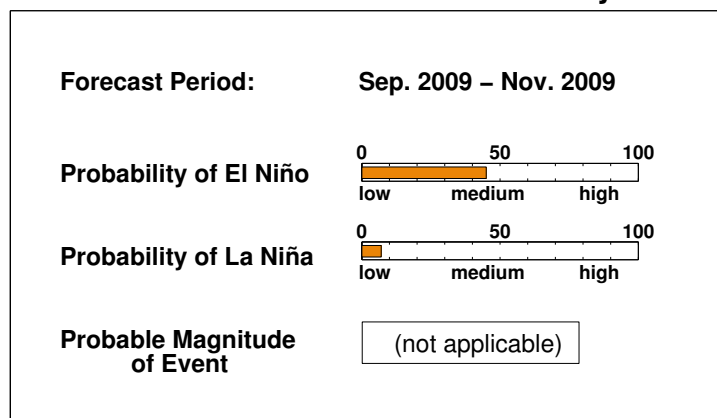 Forecast Period: Sep. 2009 – Nov. 2009
0 50 100
Probability of El Niño
low medium high
0 50 100
Probability of La Niña
low medium high
Probable Magnitude
of Event
(not applicable)